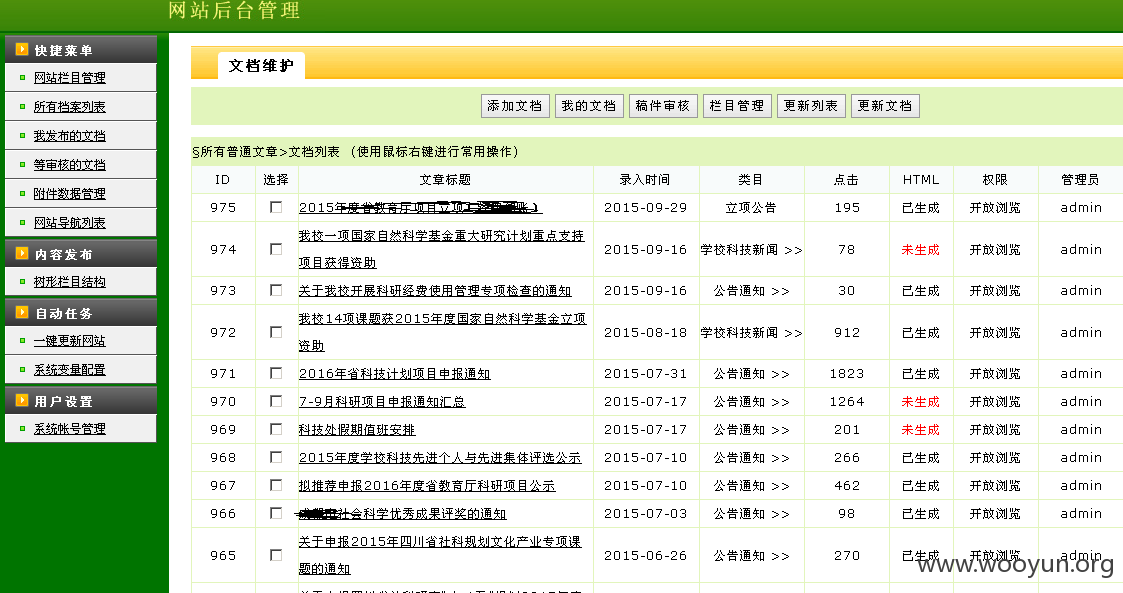 网站后台管理
快捷菜单
网站栏目管理
所有档案列表
我发布的文档
等审核的文档
附件数据管理
网站导航列表
内容发布
树形栏目结构
自动任务
一键更新网站
系统变量配置
用户设置
系统帐号管理
文档维护
添加文档 我的文档 稿件审核 栏目管理 更新列表 更新文档
§所有普通文章>文档列表 （使用鼠标右键进行常用操作）
ID 选择 文章标题 录入时间 类目 点击 HTML 权限 管理员
975 2015年度省教育厅项目立项 2015-09-29 立项公告 195 已生成 开放浏览 admin
974 我校一项国家自然科学基金重大研究计划重点支持 2015-09-16 学校科技新闻 >> 78 未生成 开放浏览 admin
项目获得资助
973 关于我校开展科研经费使用管理专项检查的通知 2015-09-16 公告通知 >> 30 已生成 开放浏览 admin
972 我校14项课题获2015年度国家自然科学基金立项 2015-08-18 学校科技新闻 >> 912 已生成 开放浏览 admin
资助
971 2016年省科技计划项目申报通知 2015-07-31 公告通知 >> 1823 已生成 开放浏览 admin
970 7-9月科研项目申报通知汇总 2015-07-17 公告通知 >> 1264 未生成 开放浏览 admin
969 科技处假期值班安排 2015-07-17 公告通知 >> 201 未生成 开放浏览 admin
968 2015年度学校科技先进个人与先进集体评选公示 2015-07-10 公告通知 >> 266 已生成 开放浏览 admin
967 拟推荐申报2016年度省教育厅科研项目公示 2015-07-10 公告通知 >> 462 已生成 开放浏览 admin
966 社会科学优秀成果评奖的通知 2015-07-03 公告通知 >> 98 已生成 开放浏览 admin
965 关于申报2015年四川省社科规划文化产业专项课 2015-06-26 公告通知 >> 270 已生成 开放浏览 admin
题的通知
www.wooyun.org